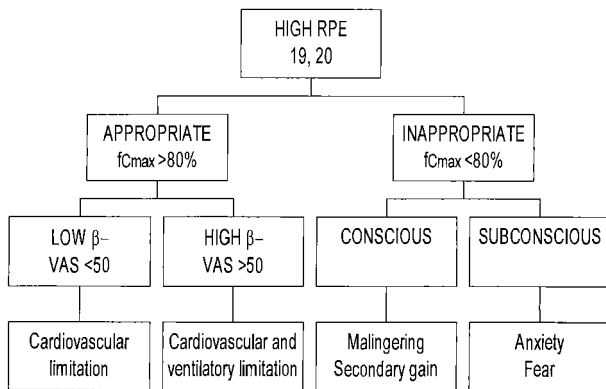 HIGH RPE
19, 20
APPROPRIATE
fCmax >80%
INAPPROPRIATE
fCmax <80%
LOW β–
VAS <50
HIGH β–
VAS >50
CONSCIOUS
SUBCONSCIOUS
Cardiovascular
limitation
Cardiovascular and
ventilatory limitation
Malingering
Secondary gain
Anxiety
Fear